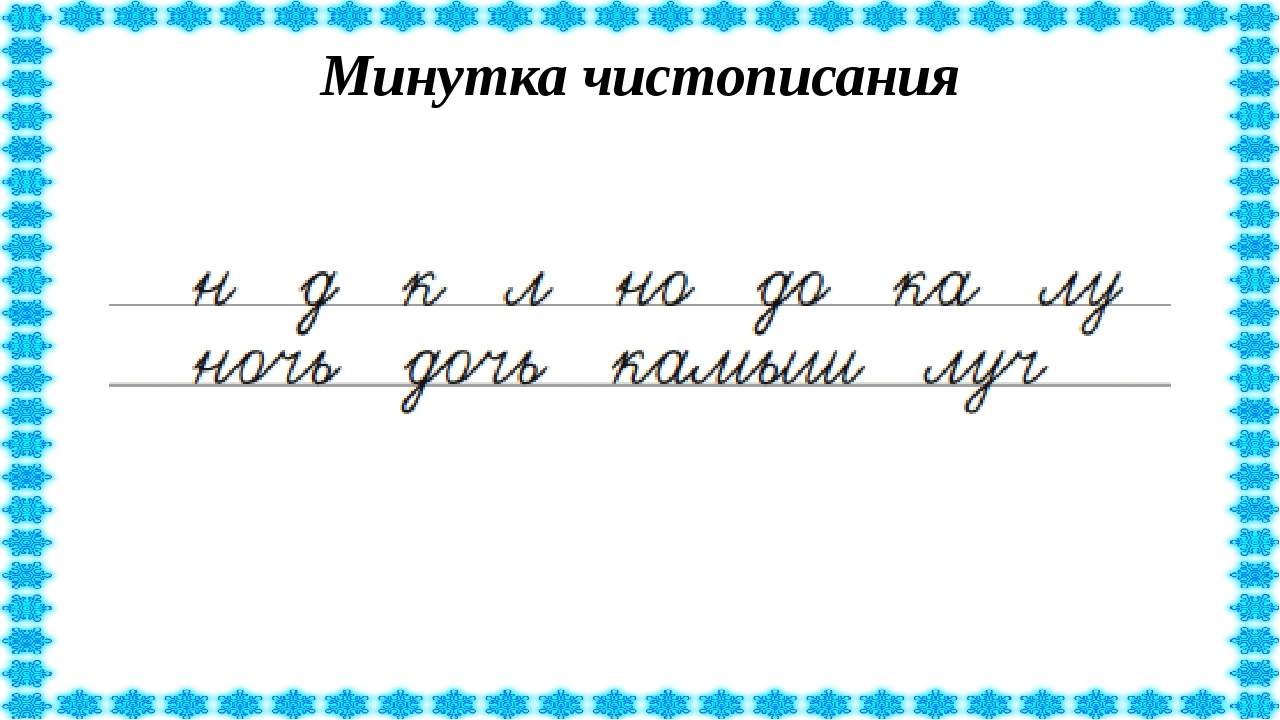 Минутка чистописания
н д к л но до ка лу
ночь дочь камыш луч